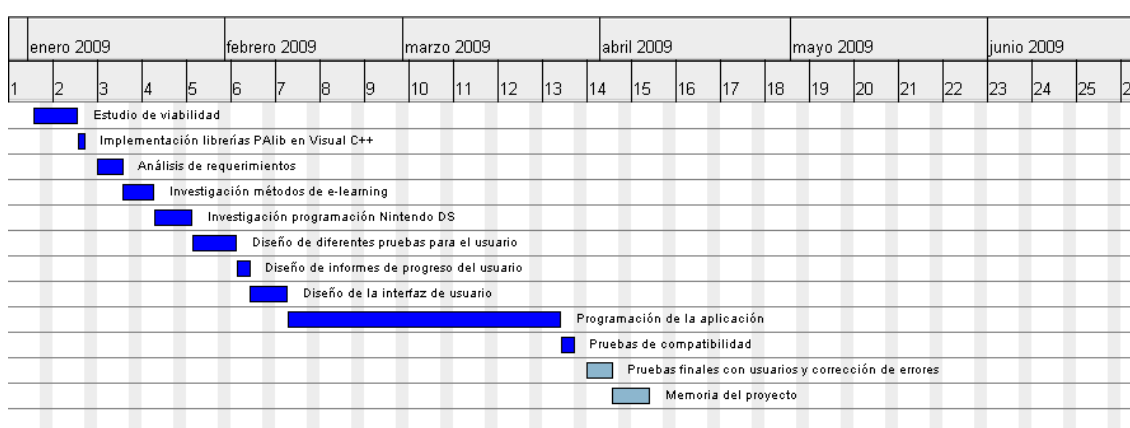 enero 2009 febrero 2009 marzo 2009 abril 2009 mayo 2009 junio 2009
1 2 3 4 5 6 7 8 9 10 11 12 13 14 15 16 17 18 19 20 21 22 23 24 25 2
Estudio de viabilidad
Implementación librerías PAlib en Visual C++
Análisis de requerimientos
Investigación métodos de e-learning
Investigación programación Nintendo DS
Diseño de diferentes pruebas para el usuario
Diseño de informes de progreso del usuario
Diseño de la interfaz de usuario
Programación de la aplicación
Pruebas de compatibilidad
Pruebas finales con usuarios y corrección de errores
Memoria del proyecto